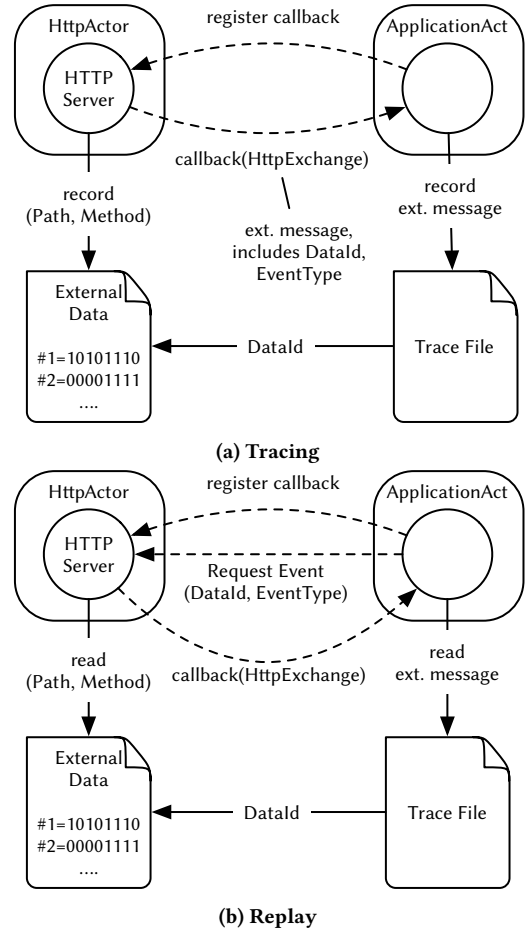 HttpActor
register callback
ApplicationAct
HTTP
Server
callback(HttpExchange)
record
(Path, Method)
record
ext. message
ext. message,
includes DataId,
EventType
External
Data
#1=10101110
#2=00001111
....
DataId
Trace File
(a) Tracing
HttpActor
register callback
ApplicationAct
HTTP
Server
Request Event
(DataId, EventType)
read
(Path, Method)
callback(HttpExchange)
read
ext. message
External
Data
#1=10101110
#2=00001111
....
DataId
Trace File
(b) Replay